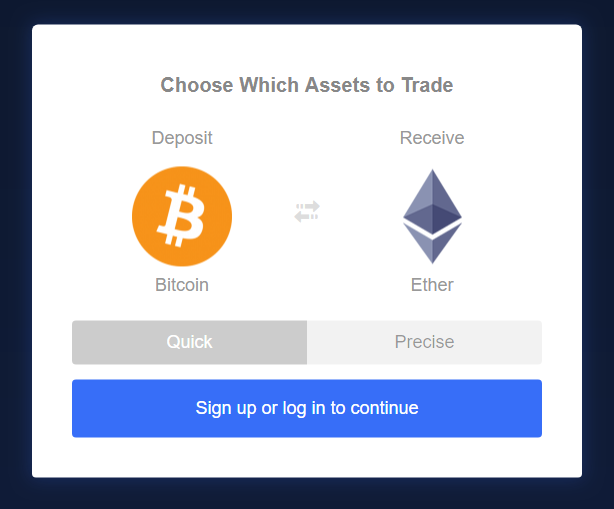 Choose Which Assets to Trade
Deposit
Receive
Bitcoin
Ether
Quick
Precise
Sign up or log in to continue